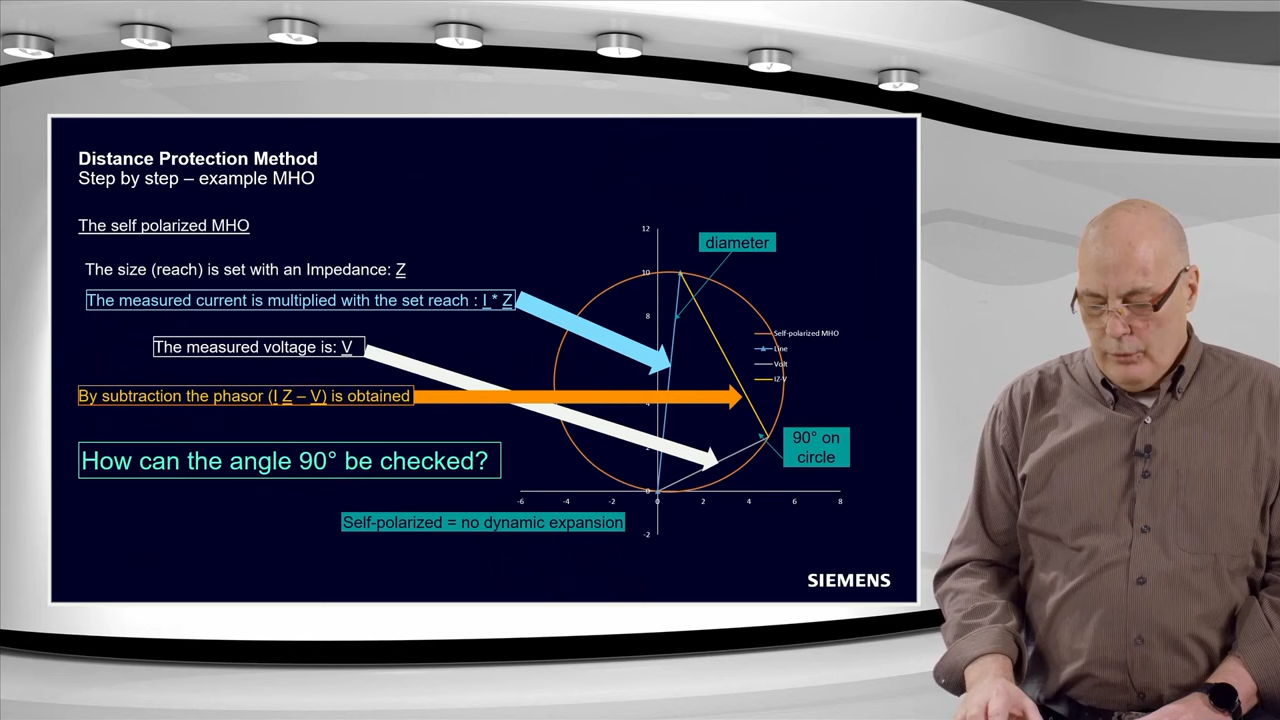 Distance Protection Method
Step by step – example MHO
The self polarized MHO
The size (reach) is set with an Impedance: Z
The measured current is multiplied with the set reach : I * Z
The measured voltage is: V
By subtraction the phasor (I Z – V) is obtained
How can the angle 90° be checked?
Self-polarized = no dynamic expansion
12
diameter
10
8
Self-polarized MHO
Line
Volt
IZ-V
90° on
circle
0
-6 -4 -2 0 2 4 6 8
-2
SIEMENS